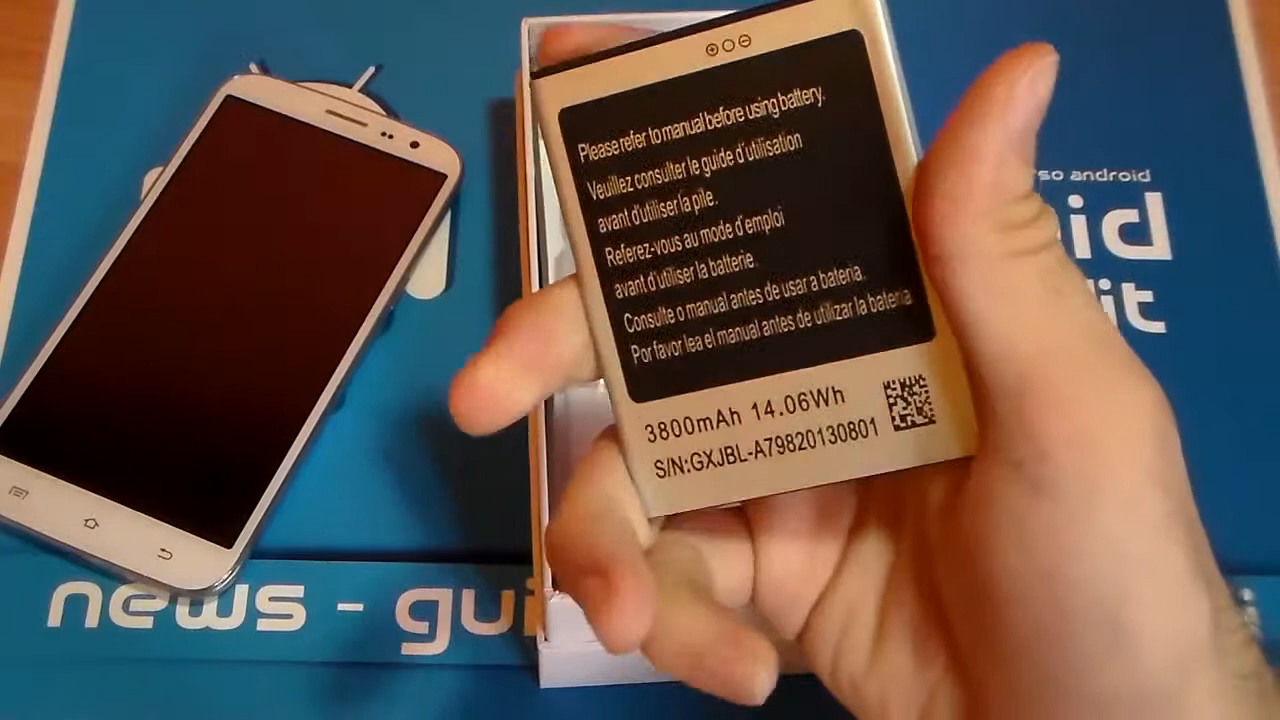 Please refer to manual before using battery.
Veuillez consulter le guide d'utilisation
avant d'utiliser la pile.
Referez-vous au mode d'emploi
avant d'utiliser la batterie.
Consulte o manual antes de usar a bateria.
Por favor lea el manual antes de utilizar la bateria
3800mAh 14.06Wh
S/N:GXJBL-A79820130801
so android
id
it
news - gui